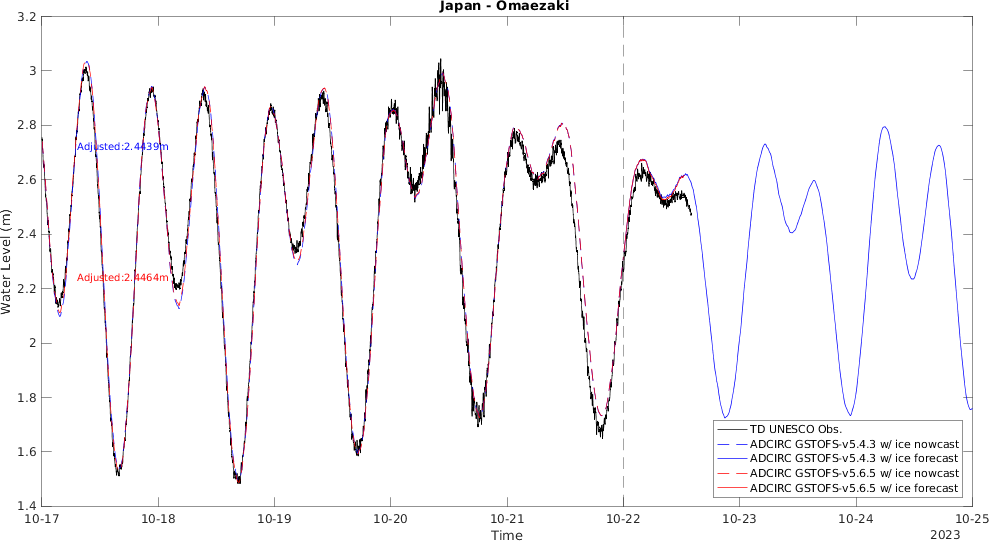 Japan - Omaezaki
3.2
3
2.8
2.6
2.4
2.2
2
1.8
1.6
1.4
Water Level (m)
Adjusted:2.4439m
Adjusted:2.4464m
TD UNESCO Obs.
ADCIRC GSTOFS-v5.4.3 w/ ice nowcast
ADCIRC GSTOFS-v5.4.3 w/ ice forecast
ADCIRC GSTOFS-v5.6.5 w/ ice nowcast
ADCIRC GSTOFS-v5.6.5 w/ ice forecast
10-17 10-18 10-19 10-20 10-21 10-22 10-23 10-24 10-25
Time
2023